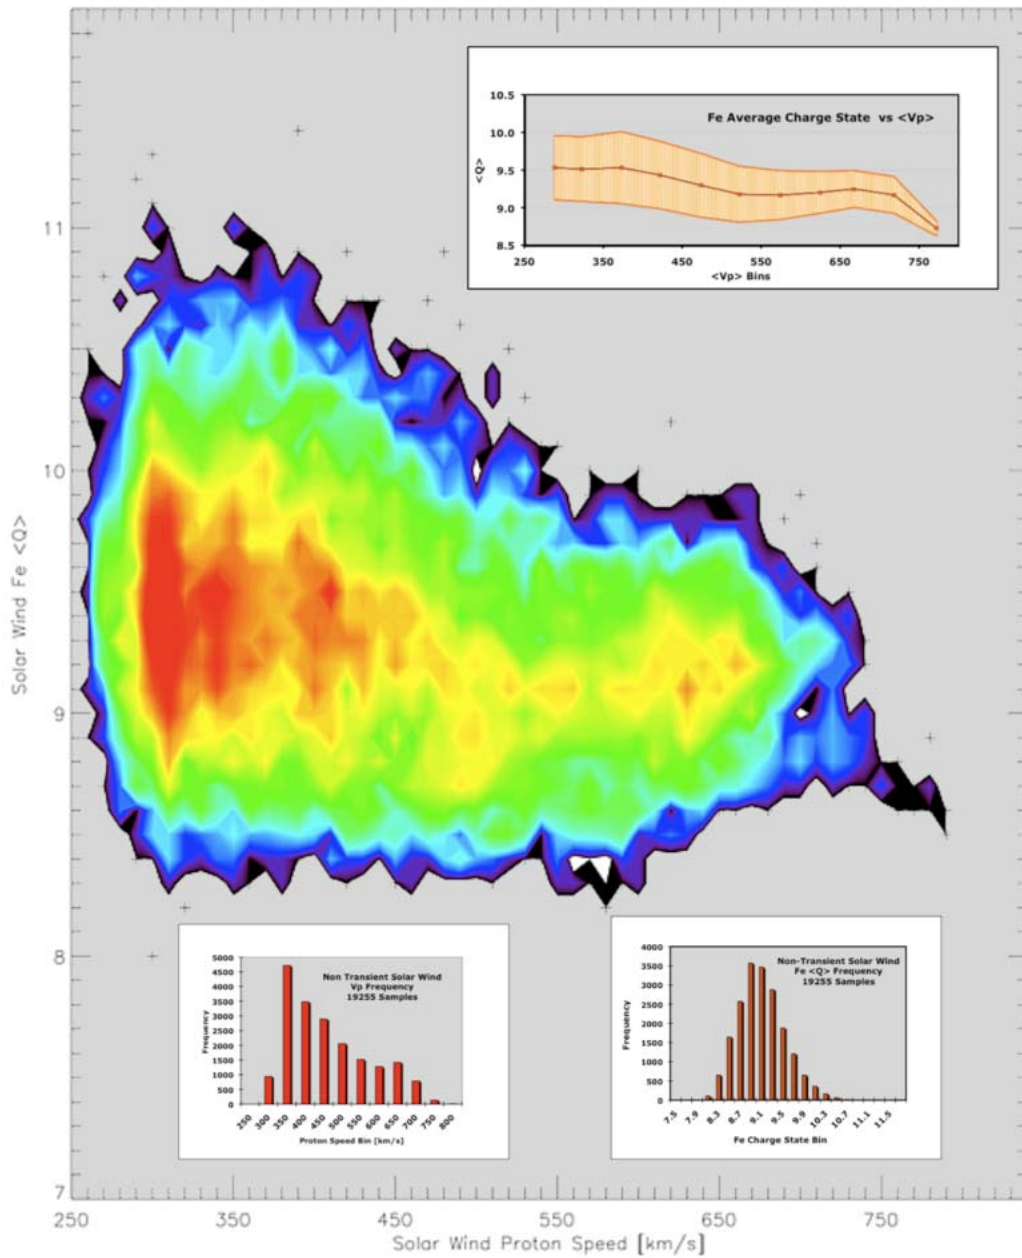 Fe Average Charge State vs <Vp>
10.5
10.0
9.5
9.0
8.5
<Q>
250 350 450 550 650 750
<Vp> Bins
11
10
9
8
7
Solar Wind Fe <Q>
Non Transient Solar Wind
Vp Frequency
19255 Samples
5000
4500
4000
3500
3000
2500
2000
1500
1000
500
0
Frequency
250 300 350 400 450 500 550 600 650 700 750 800
Proton Speed Bin [km/s]
Non-Transient Solar Wind
Fe <Q> Frequency
19255 Samples
4000
3500
3000
2500
2000
1500
1000
500
0
Frequency
7.5 7.9 8.3 8.7 9.1 9.5 9.9 10.3 10.7 11.1 11.5
Fe Charge State Bin
250 350 450 550 650 750
Solar Wind Proton Speed [km/s]